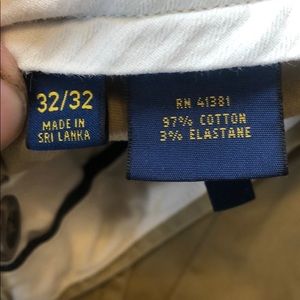 32/32
MADE IN
SRI LANKA
RN 41381
97% COTTON
3% ELASTANE